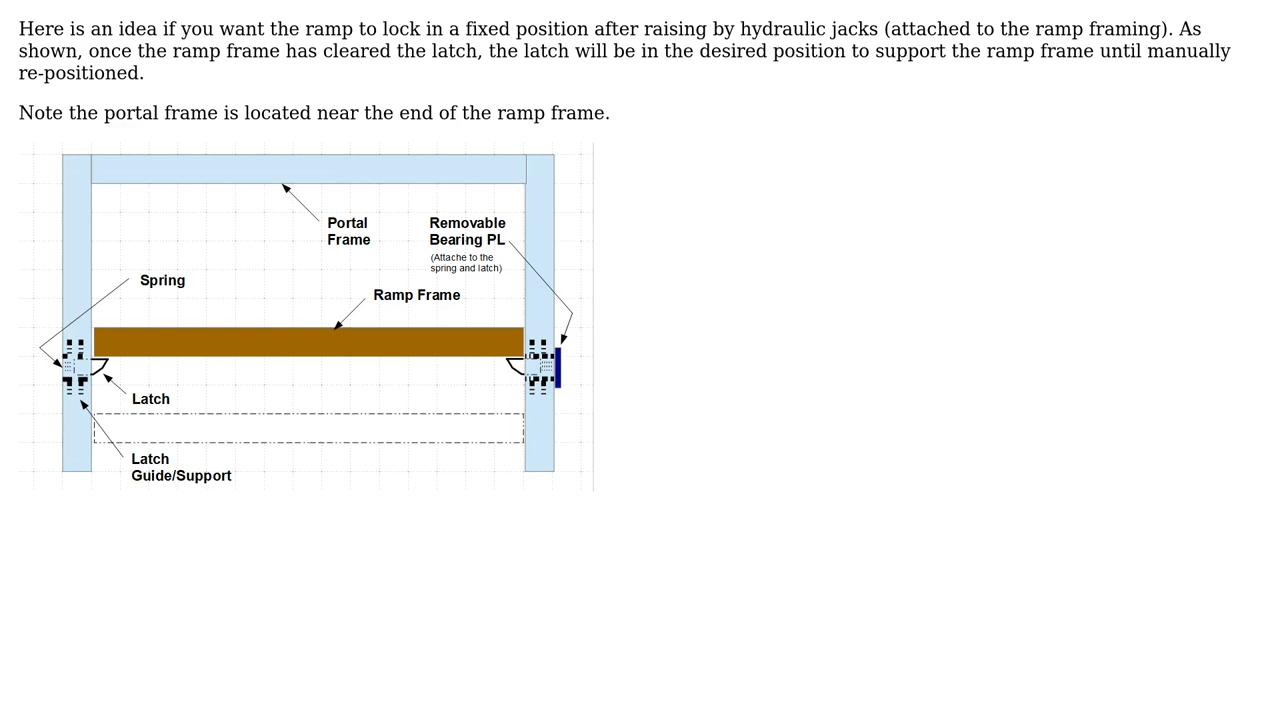 Here is an idea if you want the ramp to lock in a fixed position after raising by hydraulic jacks (attached to the ramp framing). As
shown, once the ramp frame has cleared the latch, the latch will be in the desired position to support the ramp frame until manually
re-positioned.
Note the portal frame is located near the end of the ramp frame.
Portal
Frame
Removable
Bearing PL
(Attache to the
spring and latch)
Spring
Ramp Frame
Latch
Latch
Guide/Support